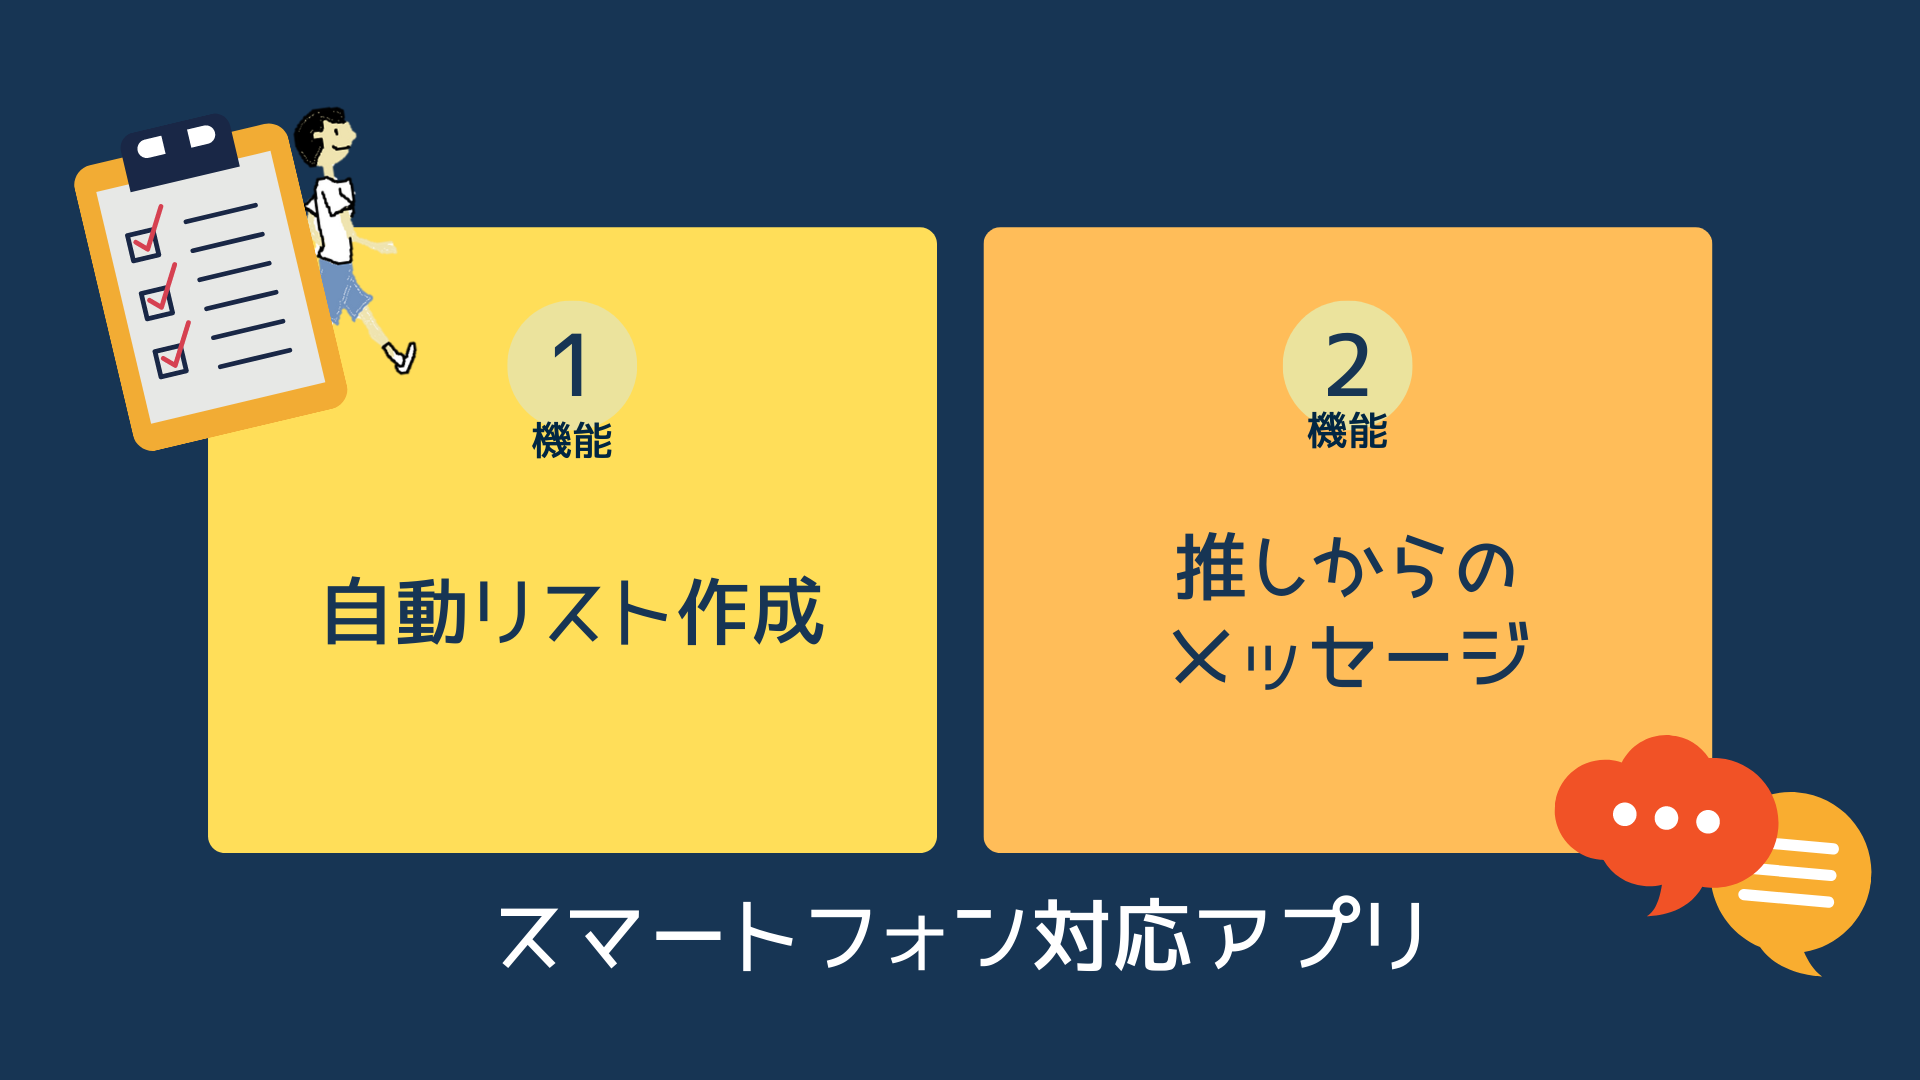 1
機能
自動リスト作成
2
機能
推しからの
メッセージ
スマートフォン対応アプリ